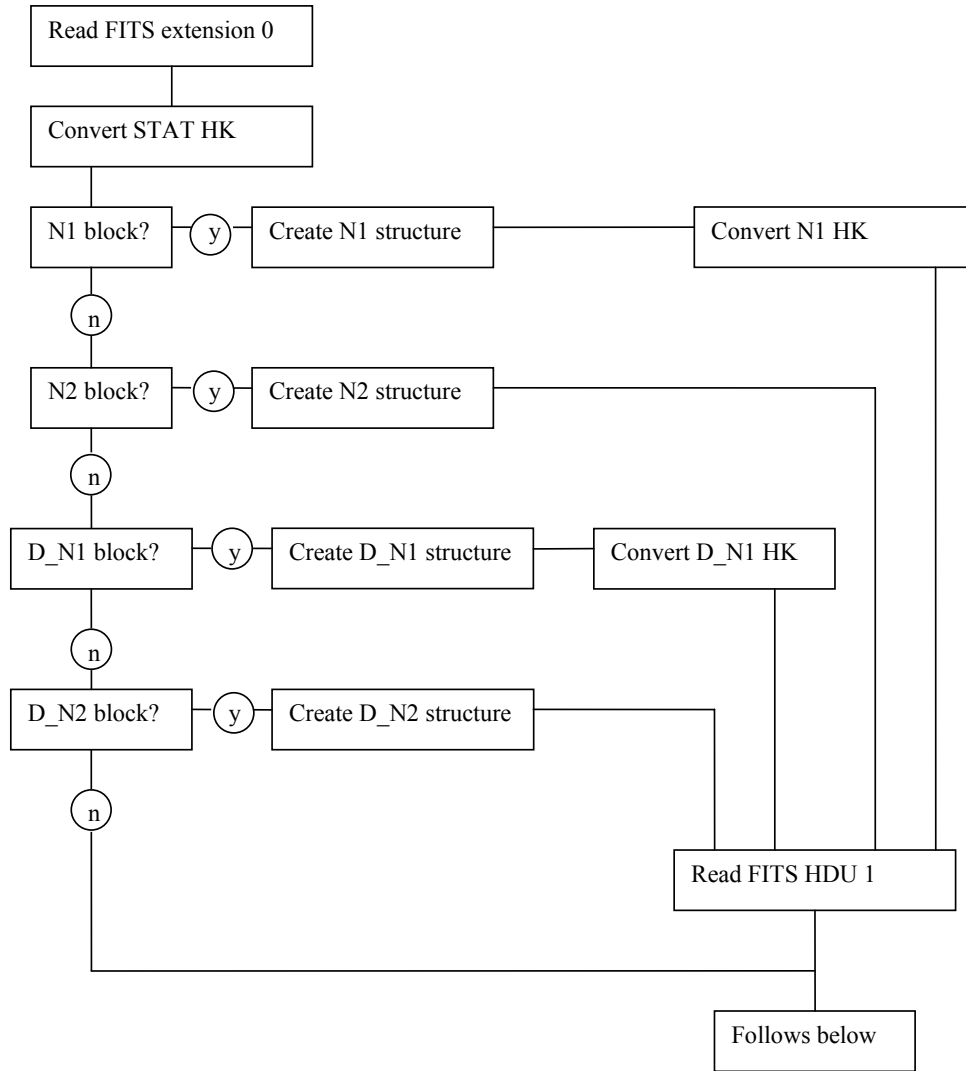 Read FITS extension 0
Convert STAT HK
N1 block?
y
Create N1 structure
Convert N1 HK
n
N2 block?
y
Create N2 structure
n
D_N1 block?
y
Create D_N1 structure
Convert D_N1 HK
n
D_N2 block?
y
Create D_N2 structure
n
Read FITS HDU 1
Follows below